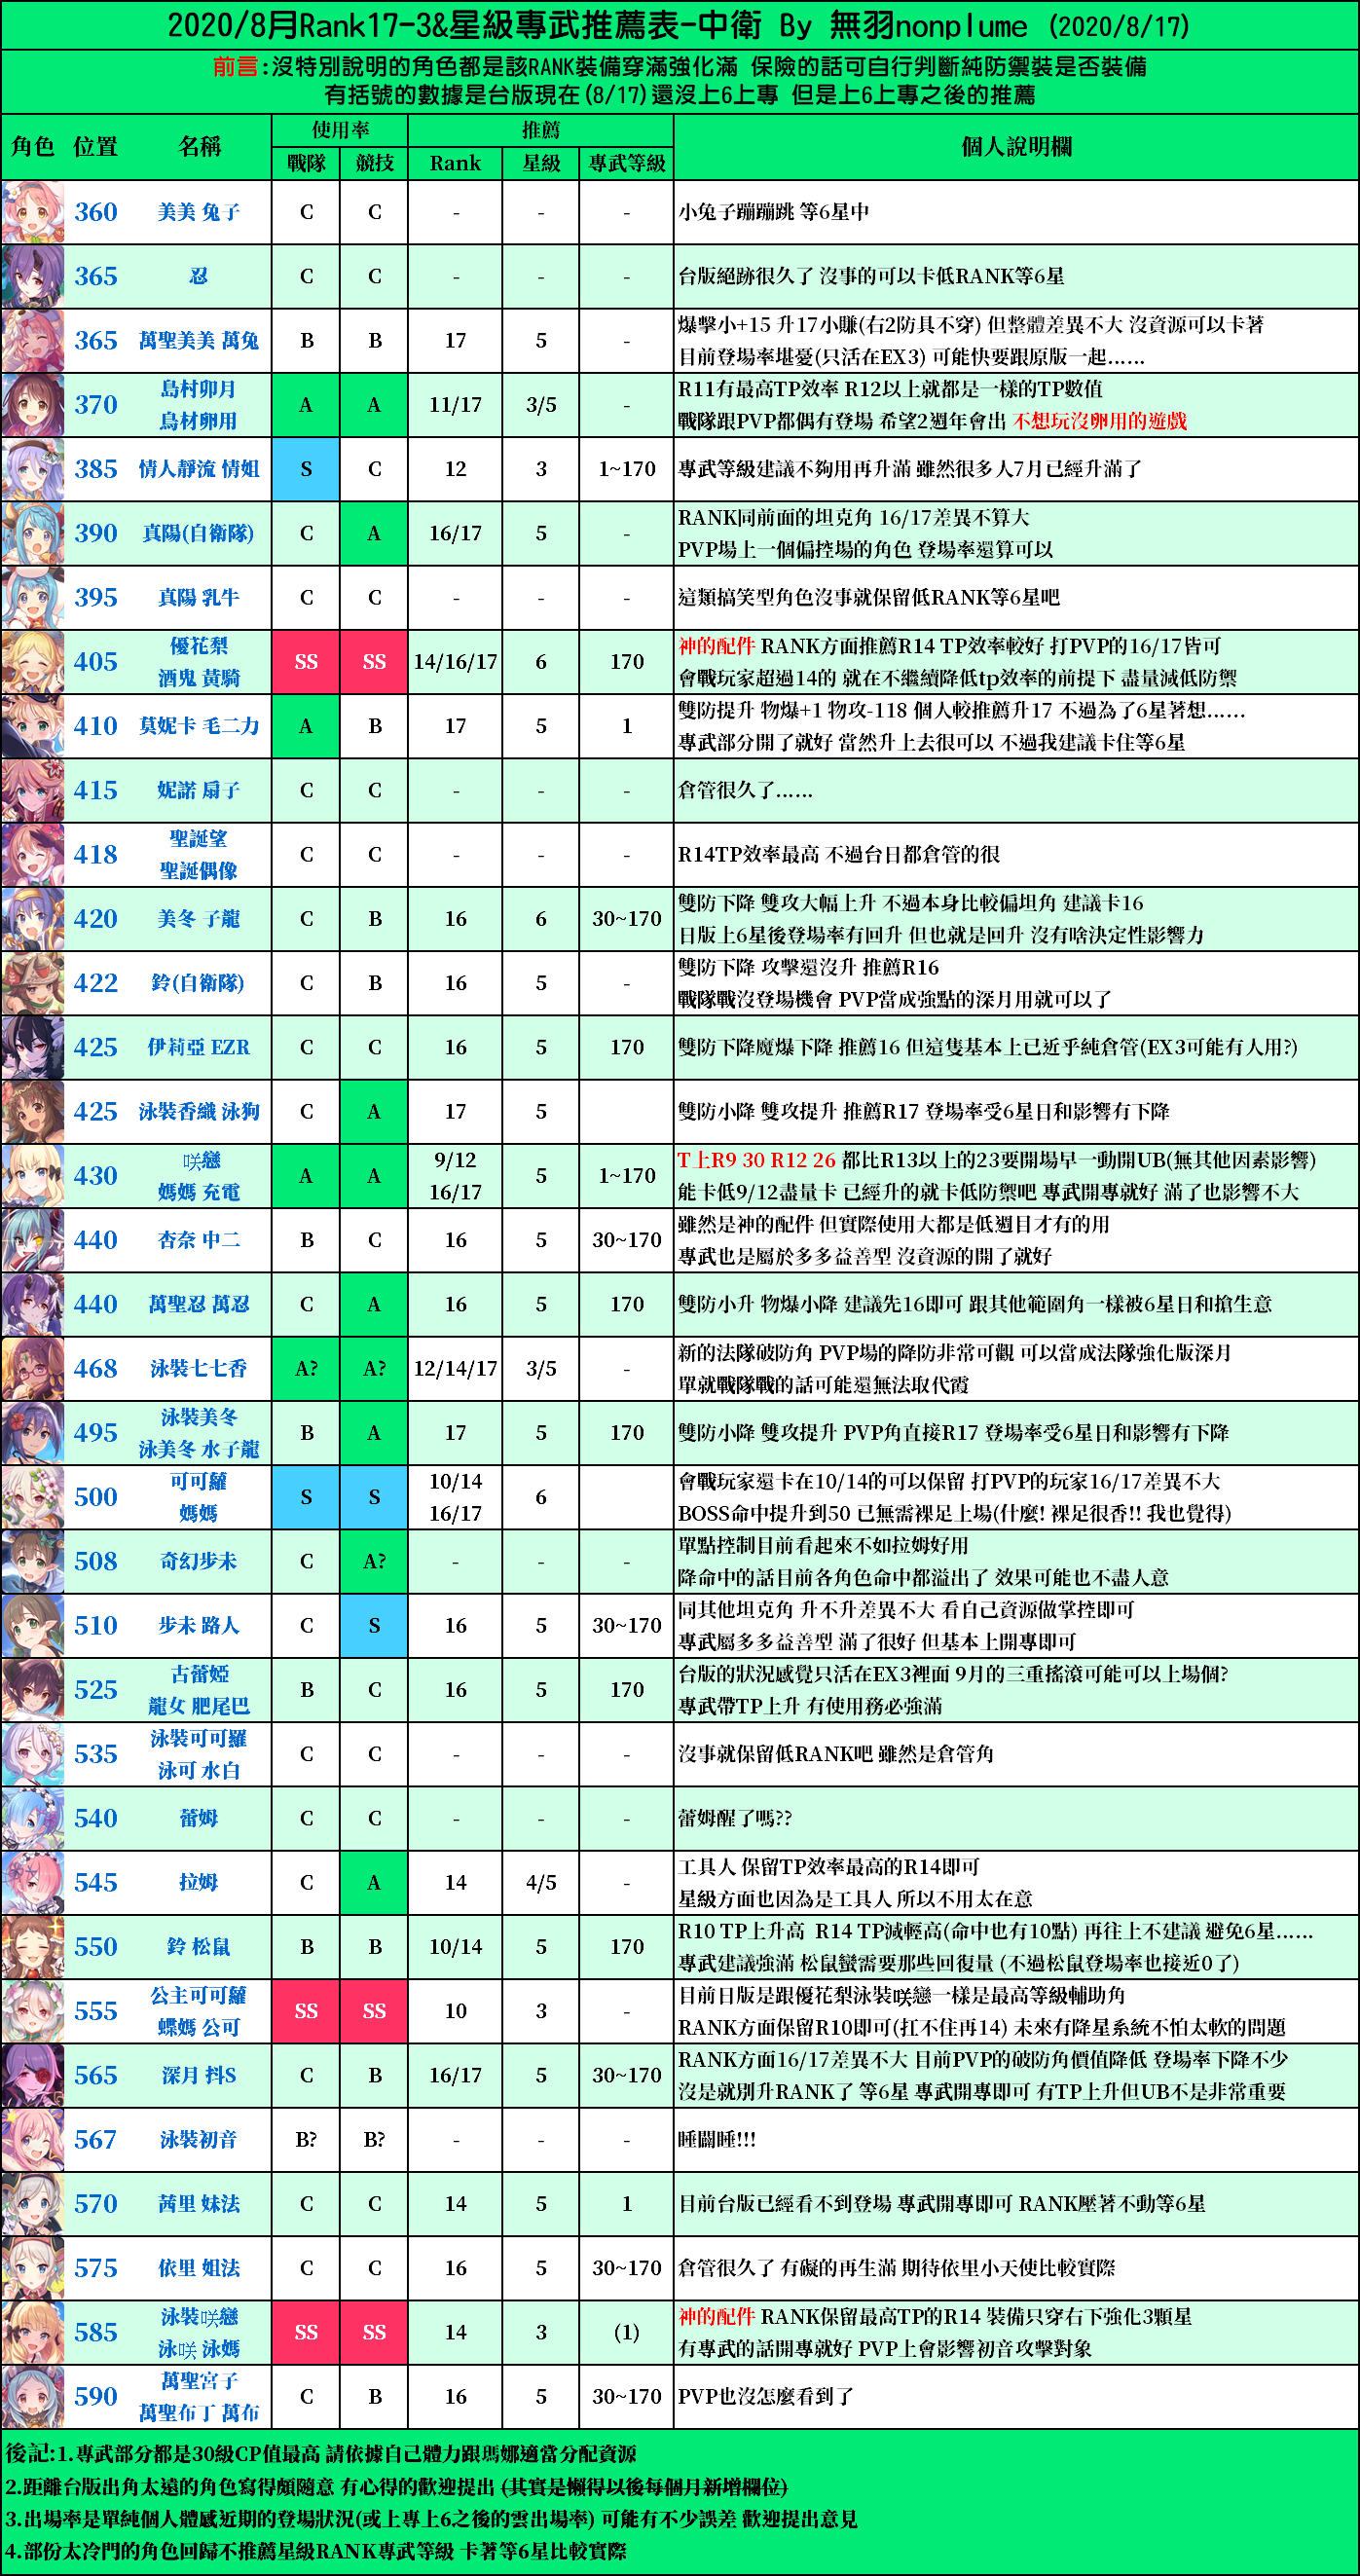 2020/8月Rank17-3&星級專武推薦表-中衛 By 無羽nonplume (2020/8/17)
前言:沒特別說明的角色都是該RANK裝備穿滿強化滿 保險的話可自行判斷純防禦裝是否裝備
有括號的數據是台版現在(8/17)還沒上6上專 但是上6上專之後的推薦
角色 位置 名稱 使用率 推薦 個人說明欄
戰隊 競技 Rank 星級 專武等級
360 美美 兔子 C C - - - 小兔子蹦蹦跳 等6星中
365 忍 C C - - - 台版絕跡很久了 沒事的可以卡低RANK等6星
365 萬聖美美 萬兔 B B 17 5 - 爆擊小+15 升17小賺(右2防具不穿) 但整體差異不大 沒資源可以卡著
目前登場率堪憂(只活在EX3) 可能快要跟原版一起......
370 島村卯月 A A 11/17 3/5 - R11有最高TP效率 R12以上就都是一樣的TP數值
鳥材卵用 戰隊跟PVP都偶有登場 希望2週年會出 不想玩沒卵用的遊戲
385 情人靜流 情姐 S C 12 3 1~170 專武等級建議不夠用再升滿 雖然很多人7月已經升滿了
390 真陽(自衛隊) C A 16/17 5 - RANK同前面的坦克角 16/17差異不算大
PVP場上一個偏控場的角色 登場率還算可以
395 真陽 乳牛 C C - - - 這類搞笑型角色沒事就保留低RANK等6星吧
405 優花梨 SS SS 14/16/17 6 170 神的配件 RANK方面推薦R14 TP效率較好 打PVP的16/17皆可
酒鬼 黃騎 會戰玩家超過14的 就在不繼續降低tp效率的前提下 盡量減低防禦
410 莫妮卡 毛二力 A B 17 5 1 雙防提升 物爆+1 物攻-118 個人較推薦升17 不過為了6星著想......
專武部分開了就好 當然升上去很可以 不過我建議卡住等6星
415 妮諾 扇子 C C - - - 倉管很久了......
418 聖誕望 C C - - - R14TP效率最高 不過台日都倉管的很
聖誕偶像
420 美冬 子龍 C B 16 6 30~170 雙防下降 雙攻大幅上升 不過本身比較偏坦角 建議卡16
日版上6星後登場率有回升 但也就是回升 沒有啥決定性影響力
422 鈴(自衛隊) C B 16 5 - 雙防下降 攻擊還沒升 推薦R16
戰隊戰沒登場機會 PVP當成強點的深月用就可以了
425 伊莉亞 EZR C C 16 5 170 雙防下降魔爆下降 推薦16 但這隻基本上已近乎純倉管(EX3可能有人用?)
425 泳裝香織 泳狗 C A 17 5 雙防小降 雙攻提升 推薦R17 登場率受6星日和影響有下降
430 咲戀 A A 9/12 5 1~170 T上R9 30 R12 26 都比R13以上的23要開場早一動開UB(無其他因素影響)
媽媽 充電 16/17 能卡低9/12盡量卡 已經升的就卡低防禦吧 專武開專就好 滿了也影響不大
440 杏奈 中二 B C 16 5 30~170 雖然是神的配件 但實際使用大都是低週目才有的用
專武也是屬於多多益善型 沒資源的開了就好
440 萬聖忍 萬忍 C A 16 5 170 雙防小升 物爆小降 建議先16即可 跟其他範圍角一樣被6星日和搶生意
468 泳裝七七香 A? A? 12/14/17 3/5 - 新的法隊破防角 PVP場的降防非常可觀 可以當成法隊強化版深月
單就戰隊戰的話可能還無法取代霞
495 泳裝美冬 B A 17 5 170 雙防小降 雙攻提升 PVP角直接R17 登場率受6星日和影響有下降
泳美冬 水子龍
500 可可蘿 S S 10/14 6 會戰玩家還卡在10/14的可以保留 打PVP的玩家16/17差異不大
媽媽 16/17 BOSS命中提升到50 已無需裸足上場(什麼! 裸足很香!! 我也覺得)
508 奇幻步未 C A? - - - 單點控制目前看起來不如拉姆好用
降命中的話目前各角色命中都溢出了 效果可能也不盡人意
510 步未 路人 C S 16 5 30~170 同其他坦克角 升不升差異不大 看自己資源做掌控即可
專武屬多多益善型 滿了很好 但基本上開專即可
525 古蕾婭 B C 16 5 170 台版的狀況感覺只活在EX3裡面 9月的三重搖滾可能可以上場個?
龍女 肥尾巴 專武帶TP上升 有使用務必強滿
535 泳裝可可羅 C C - - - 沒事就保留低RANK吧 雖然是倉管角
泳可 水白
540 蕾姆 C C - - - 蕾姆醒了嗎??
545 拉姆 C A 14 4/5 - 工具人 保留TP效率最高的R14即可
星級方面也因為是工具人 所以不用太在意
550 鈴 松鼠 B B 10/14 5 170 R10 TP上升高 R14 TP減輕高(命中也有10點) 再往上不建議 避免6星......
專武建議強滿 松鼠蠻需要那些回復量 (不過松鼠登場率也接近0了)
555 公主可可蘿 SS SS 10 3 - 目前日版是跟優花梨泳裝咲戀一樣是最高等級輔助角
蝶媽 公可 RANK方面保留R10即可(扛不住再14) 未來有降星系統不怕太軟的問題
565 深月 抖S C B 16/17 5 30~170 RANK方面16/17差異不大 目前PVP的破防角價值降低 登場率下降不少
沒是就別升RANK了 等6星 專武開專即可 有TP上升但UB不是非常重要
567 泳裝初音 B? B? - - - 睡闢睡!!!
570 茜里 妹法 C C 14 5 1 目前台版已經看不到登場 專武開專即可 RANK壓著不動等6星
575 依里 姐法 C C 16 5 30~170 倉管很久了 有礙的再生滿 期待依里小天使比較實際
585 泳裝咲戀 SS SS 14 3 (1) 神的配件 RANK保留最高TP的R14 裝備只穿右下強化3顆星
泳咲 泳媽 有專武的話開專就好 PVP上會影響初音攻擊對象
590 萬聖宮子 C B 16 5 30~170 PVP也沒怎麼看到了
萬聖布丁 萬布
後記:1.專武部分都是30級CP值最高 請依據自己體力跟瑪娜適當分配資源
2.距離台版出角太遠的角色寫得頗隨意 有心得的歡迎提出 (其實是懶得以後每個月新增欄位)
3.出場率是單純個人體感近期的登場狀況(或上專上6之後的雲出場率) 可能有不少誤差 歡迎提出意見
4.部份太冷門的角色回歸不推薦星級RANK專武等級 卡著等6星比較實際